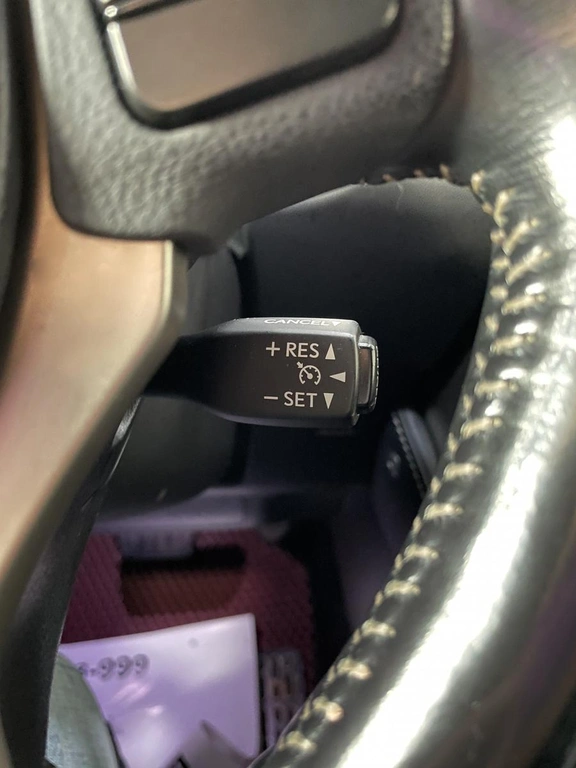 CANCEL▼
+ RES ▲
◀
− SET ▼